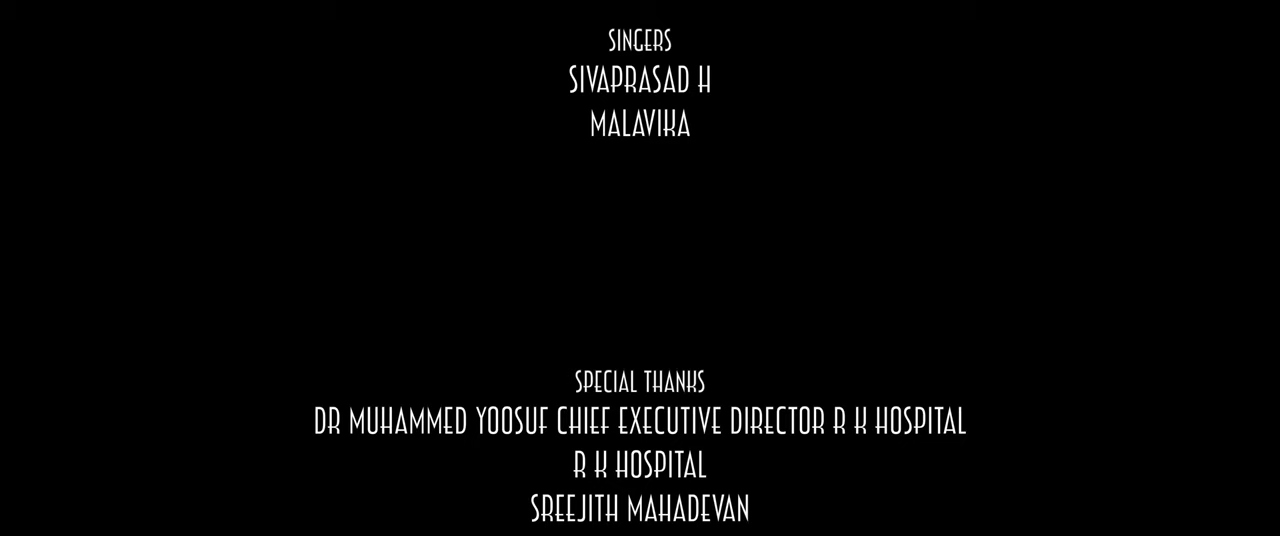 SINGERS
SIVAPRASAD H
MALAVIKA
SPECIAL THANKS
DR MUHAMMED YOOSUF CHIEF EXECUTIVE DIRECTOR R K HOSPITAL
R K HOSPITAL
SREEJITH MAHADEVAN